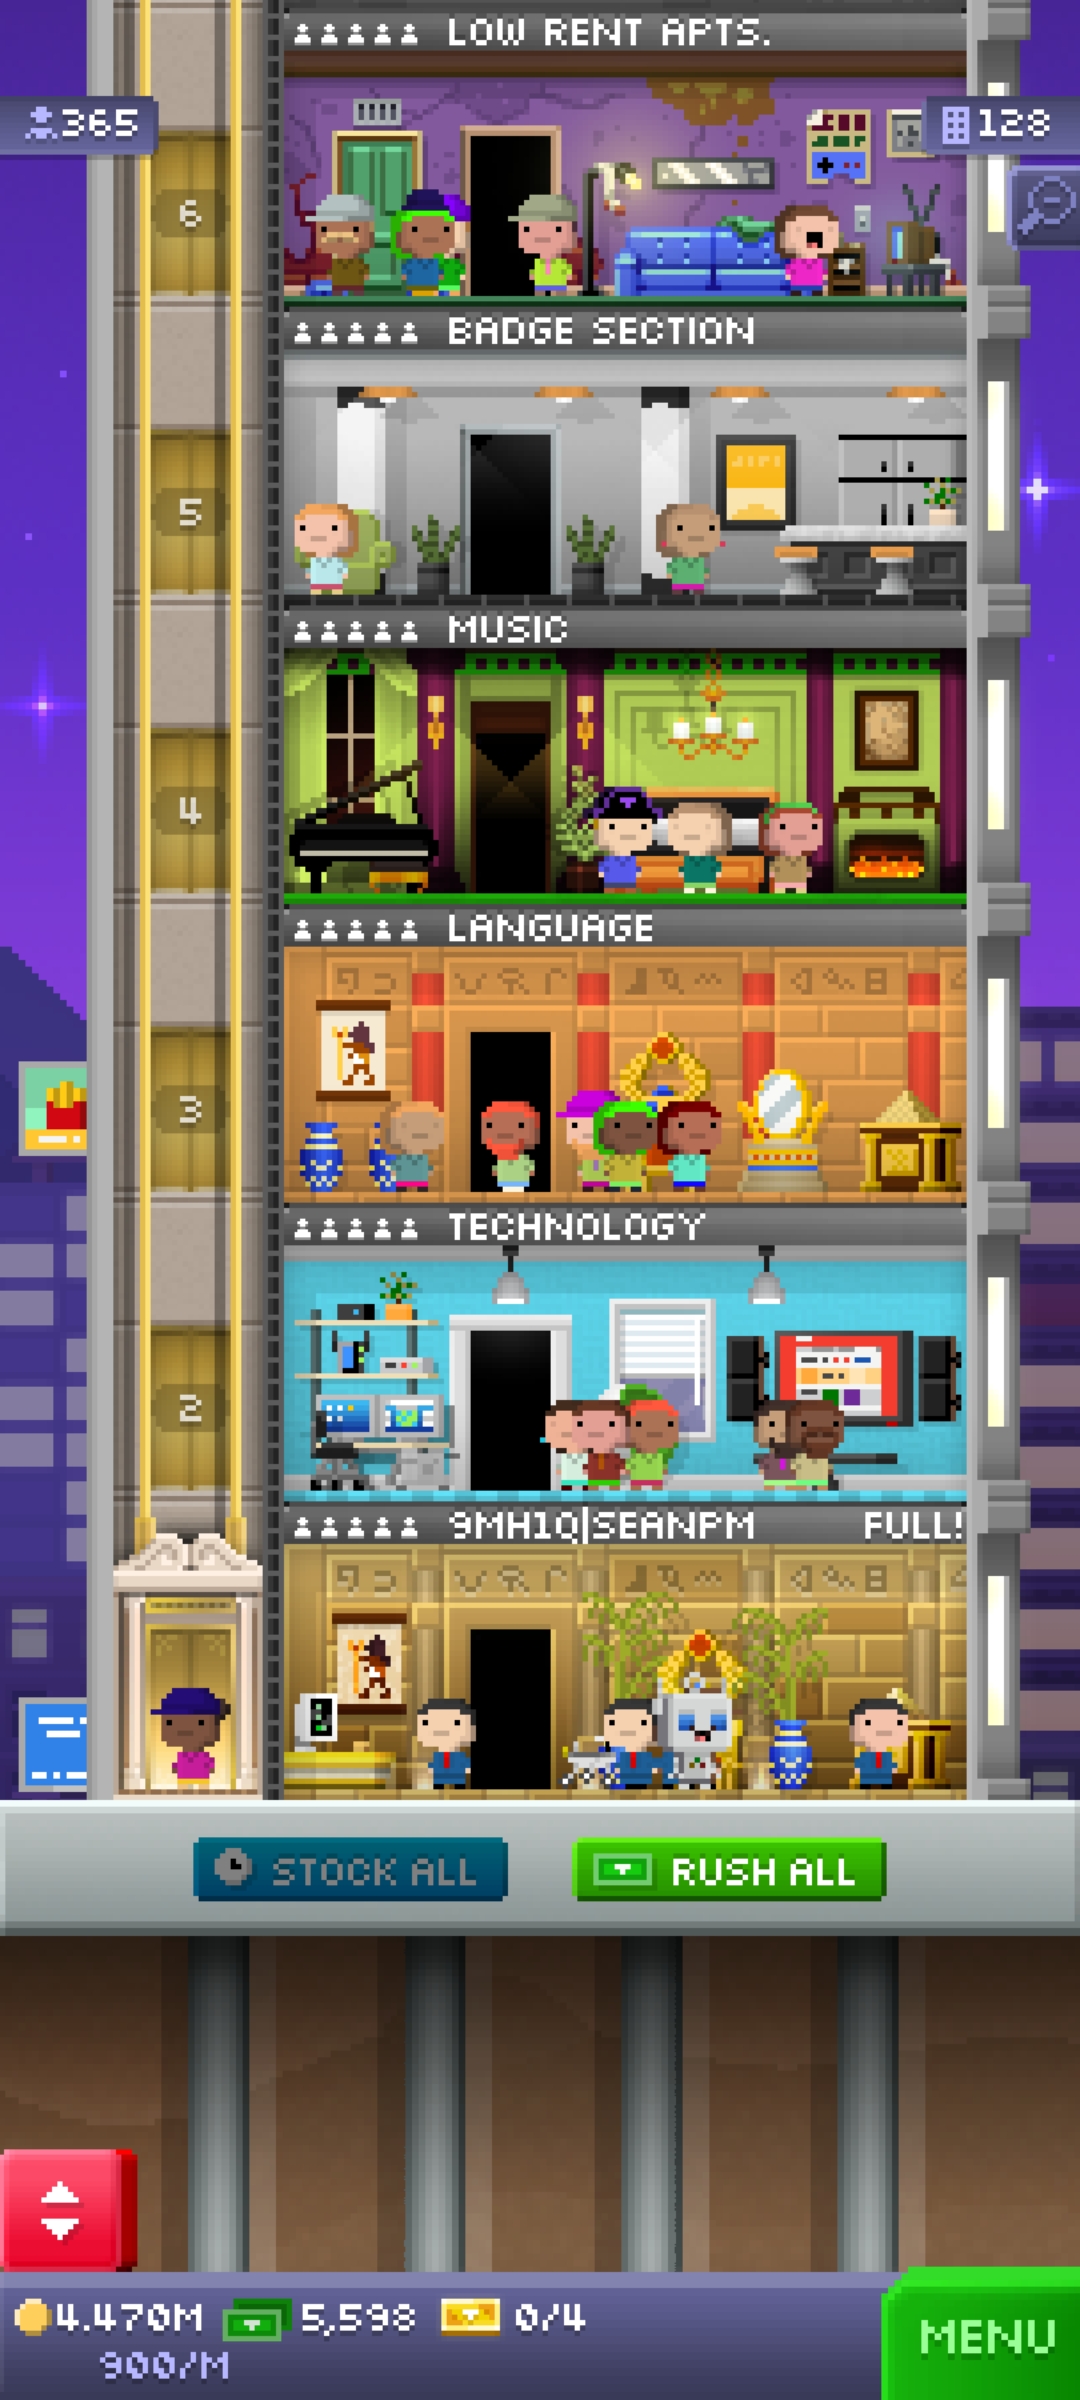 LOW RENT APTS.
365
128
6
BADGE SECTION
5
MUSIC
4
LANGUAGE
3
TECHNOLOGY
2
9MH1Q|SEANPM FULL!
STOCK ALL
RUSH ALL
4.470M 5,598 0/4
900/M
MENU